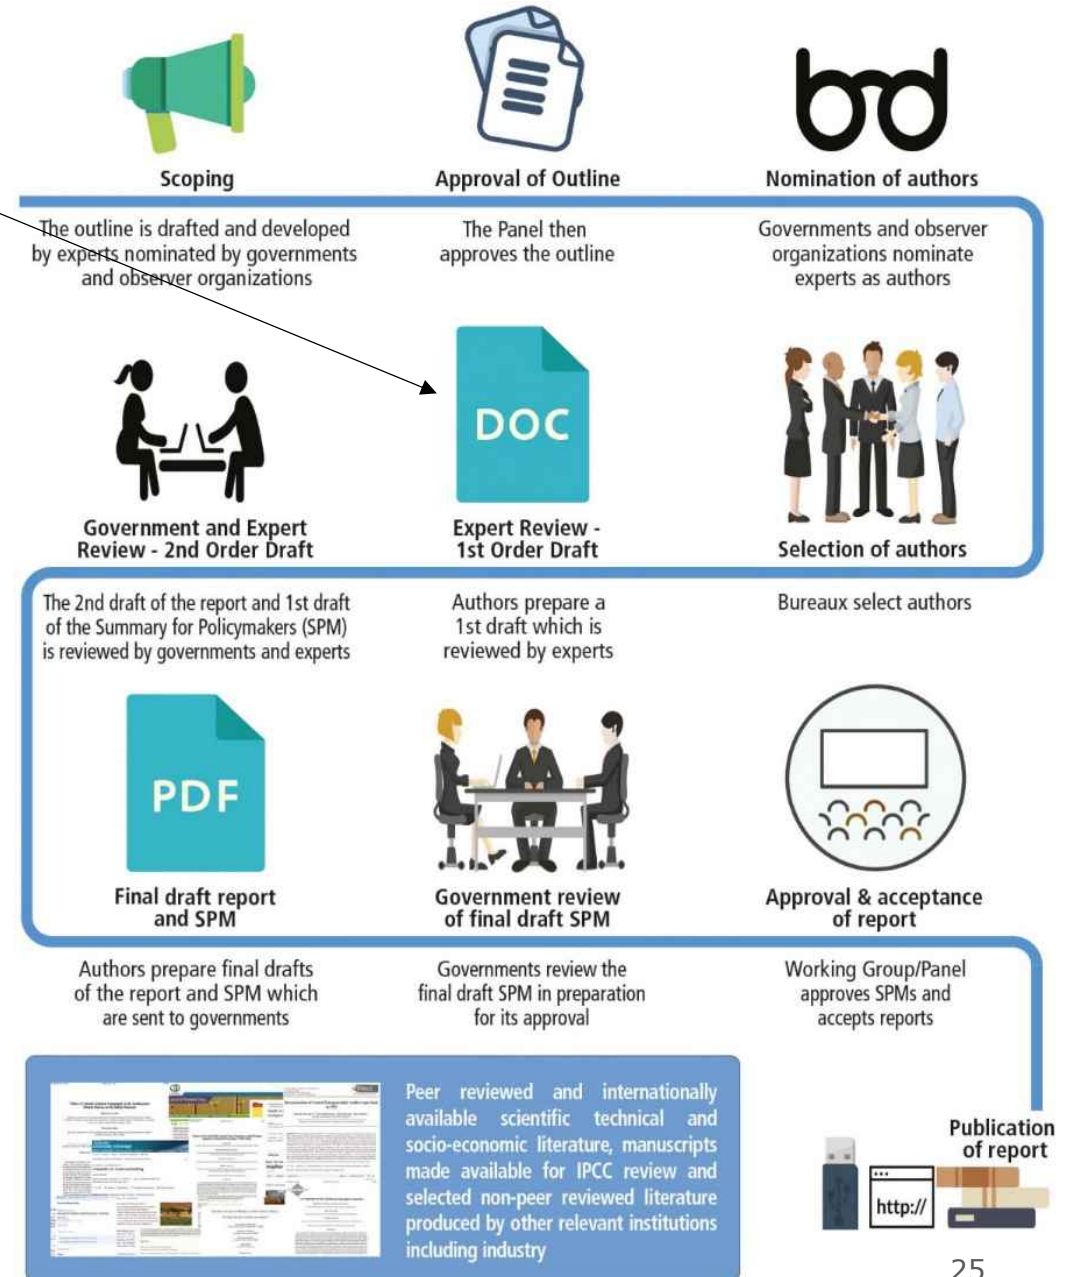 Scoping
The outline is drafted and developed
by experts nominated by governments
and observer organizations
Approval of Outline
The Panel then
approves the outline
Nomination of authors
Governments and observer
organizations nominate
experts as authors
Selection of authors
Bureaux select authors
DOC
Expert Review -
1st Order Draft
Authors prepare a
1st draft which is
reviewed by experts
Government and Expert
Review - 2nd Order Draft
The 2nd draft of the report and 1st draft
of the Summary for Policymakers (SPM)
is reviewed by governments and experts
PDF
Final draft report
and SPM
Authors prepare final drafts
of the report and SPM which
are sent to governments
Government review
of final draft SPM
Governments review the
final draft SPM in preparation
for its approval
Approval & acceptance
of report
Working Group/Panel
approves SPMs and
accepts reports
Peer reviewed and internationally
available scientific technical and
socio-economic literature, manuscripts
made available for IPCC review and
selected non-peer reviewed literature
produced by other relevant institutions
including industry
Publication
of report
http://
25